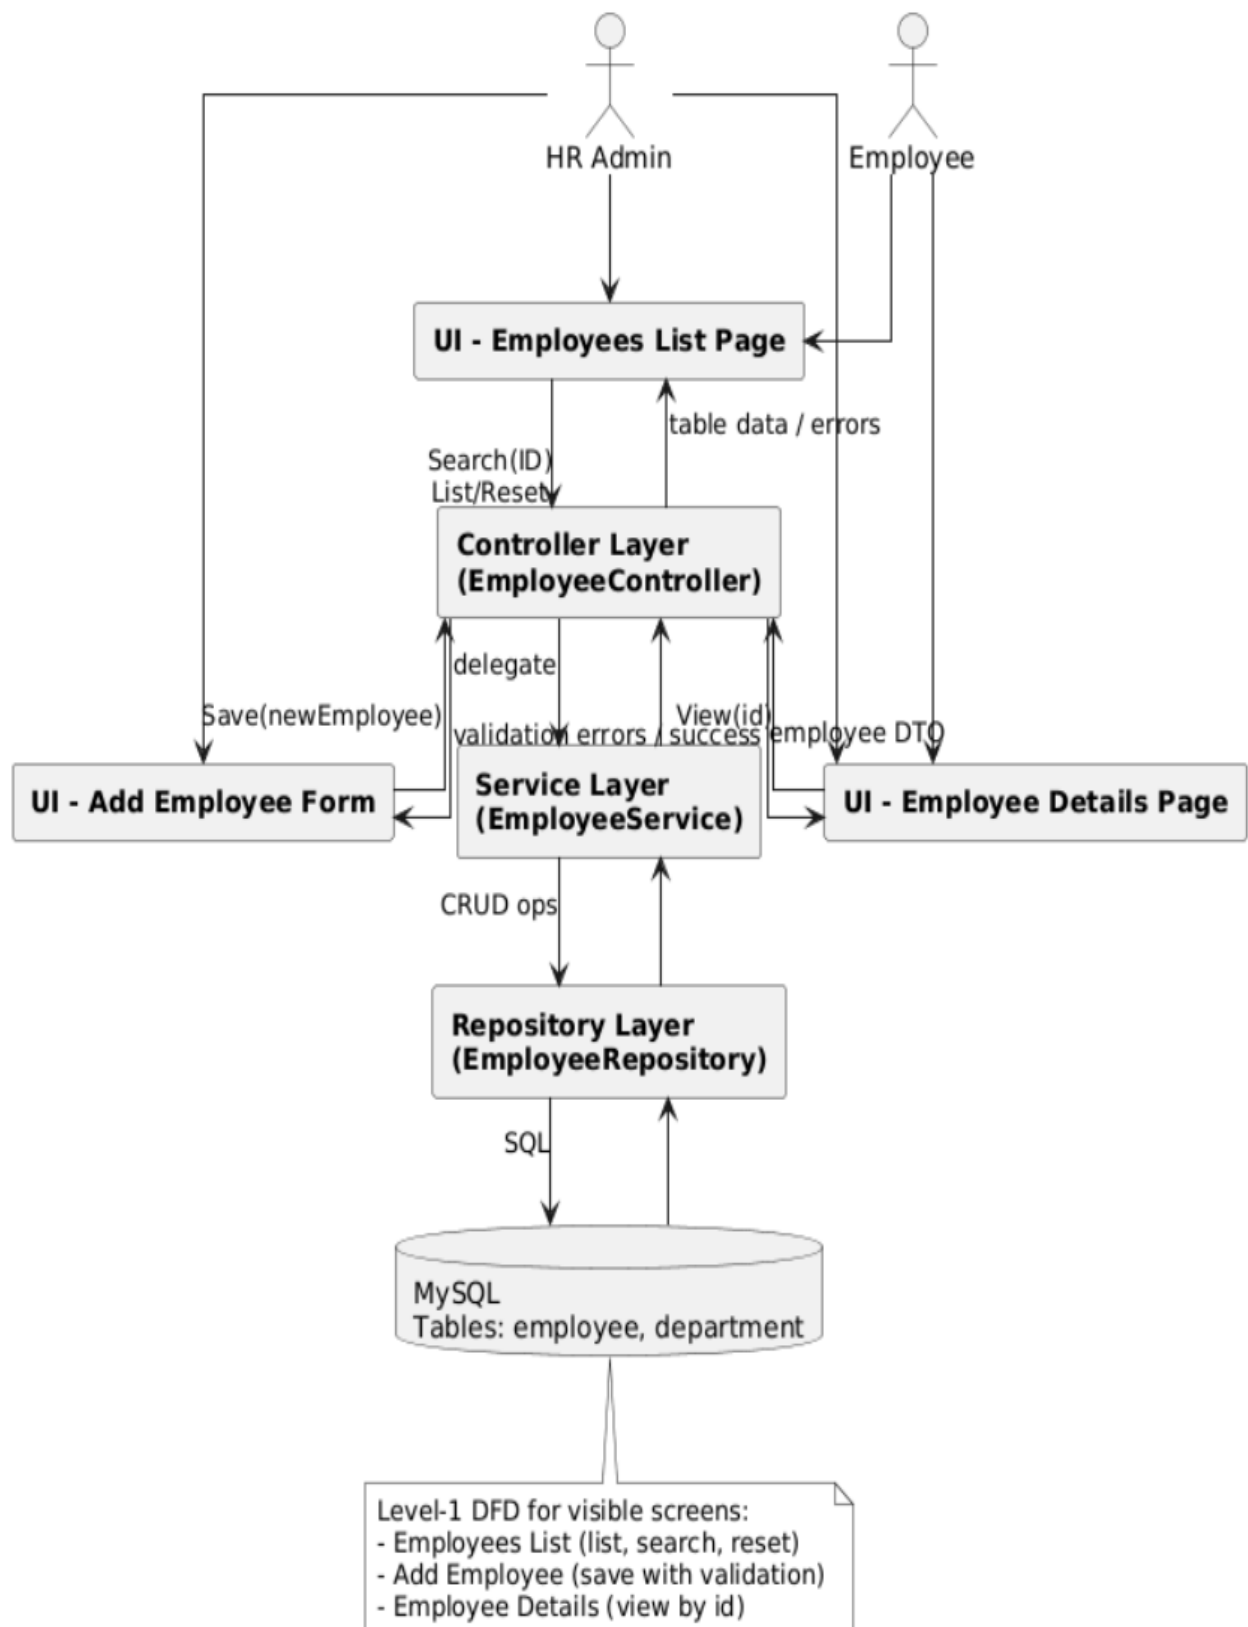 HR Admin
Employee
UI - Employees List Page
table data / errors
Search(ID)
List/Reset
Controller Layer
(EmployeeController)
delegate
Save(newEmployee)
View(id)
validation errors / success
employee DTO
UI - Add Employee Form
Service Layer
(EmployeeService)
UI - Employee Details Page
CRUD ops
Repository Layer
(EmployeeRepository)
SQL
MySQL
Tables: employee, department
Level-1 DFD for visible screens:
- Employees List (list, search, reset)
- Add Employee (save with validation)
- Employee Details (view by id)